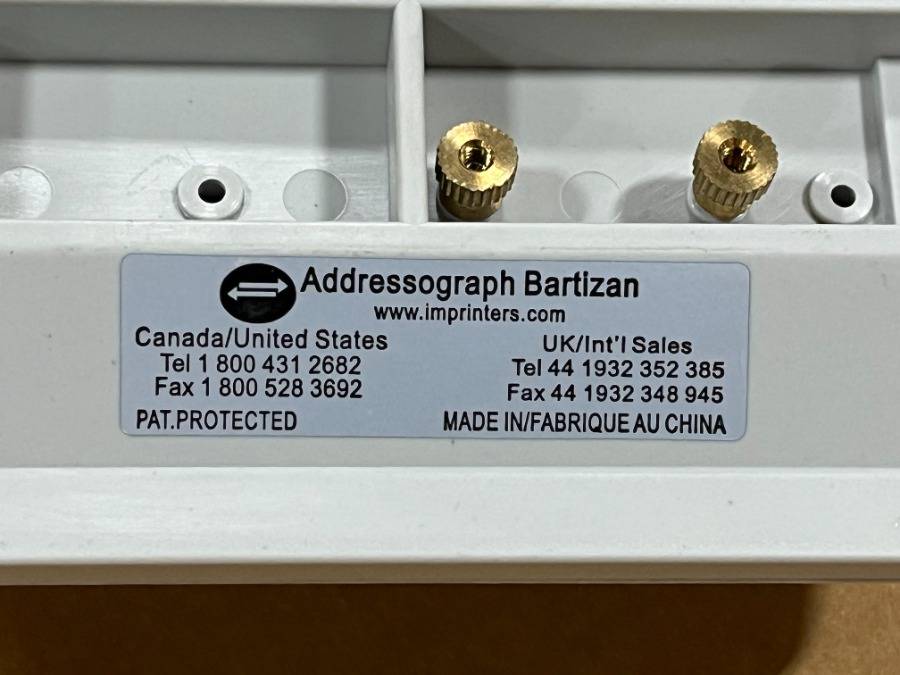 Addressograph Bartizan
www.imprinters.com
Canada/United States
Tel 1 800 431 2682
Fax 1 800 528 3692
UK/Int'l Sales
Tel 44 1932 352 385
Fax 44 1932 348 945
PAT.PROTECTED
MADE IN/FABRIQUE AU CHINA